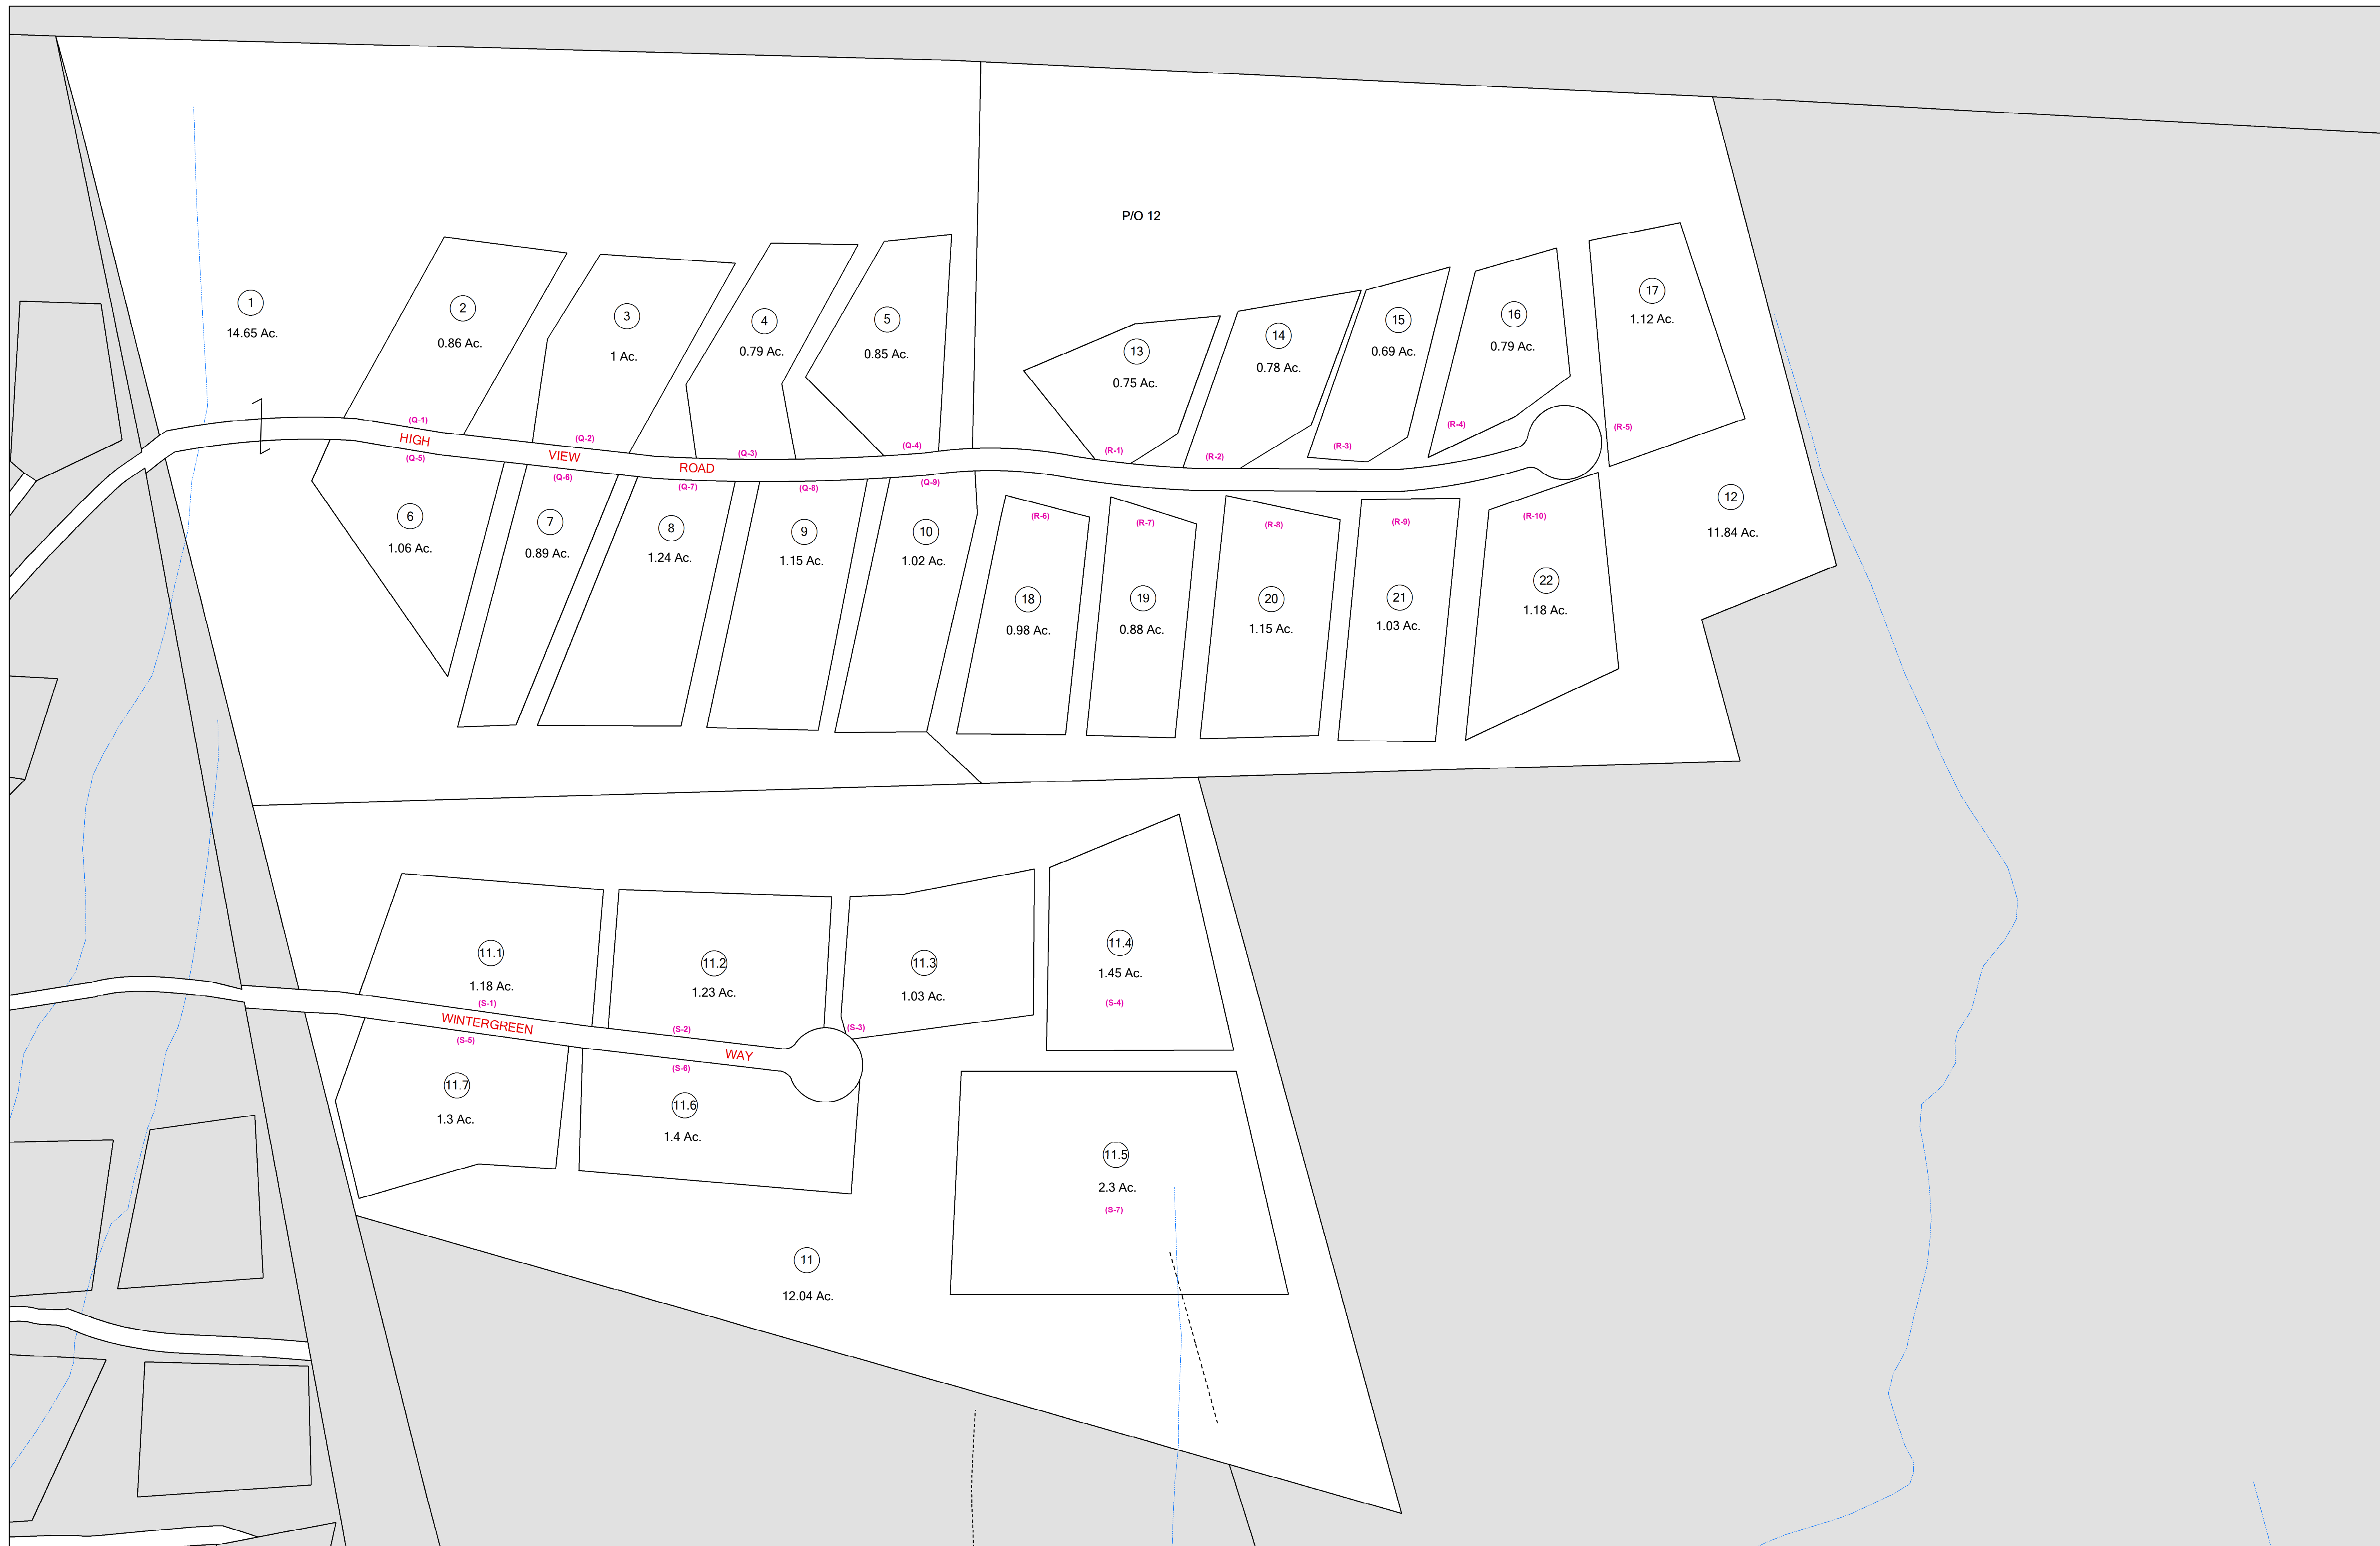 P/O 12
1
14.65 Ac.
2
0.86 Ac.
3
1 Ac.
4
0.79 Ac.
5
0.85 Ac.
13
0.75 Ac.
14
0.78 Ac.
15
0.69 Ac.
16
0.79 Ac.
17
1.12 Ac.
(Q-1)
(Q-2)
(Q-3)
(Q-4)
(R-1)
(R-2)
(R-3)
(R-4)
(R-5)
HIGH VIEW ROAD
(Q-5)
(Q-6)
(Q-7)
(Q-8)
(Q-9)
(R-6)
(R-7)
(R-8)
(R-9)
(R-10)
12
11.84 Ac.
6
1.06 Ac.
7
0.89 Ac.
8
1.24 Ac.
9
1.15 Ac.
10
1.02 Ac.
18
0.98 Ac.
19
0.88 Ac.
20
1.15 Ac.
21
1.03 Ac.
22
1.18 Ac.
11.1
1.18 Ac.
(S-1)
11.2
1.23 Ac.
(S-2)
11.3
1.03 Ac.
(S-3)
11.4
1.45 Ac.
(S-4)
WINTERGREEN WAY
(S-5)
11.7
1.3 Ac.
(S-6)
11.6
1.4 Ac.
11.5
2.3 Ac.
(S-7)
11
12.04 Ac.